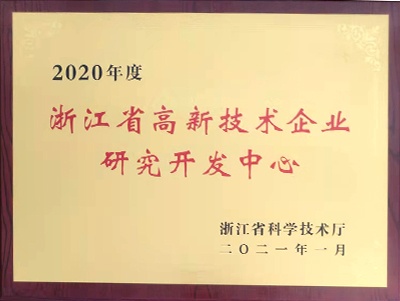 2020年度
浙江省高新技术企业
研究开发中心
浙江省科学技术厅
二〇二一年一月